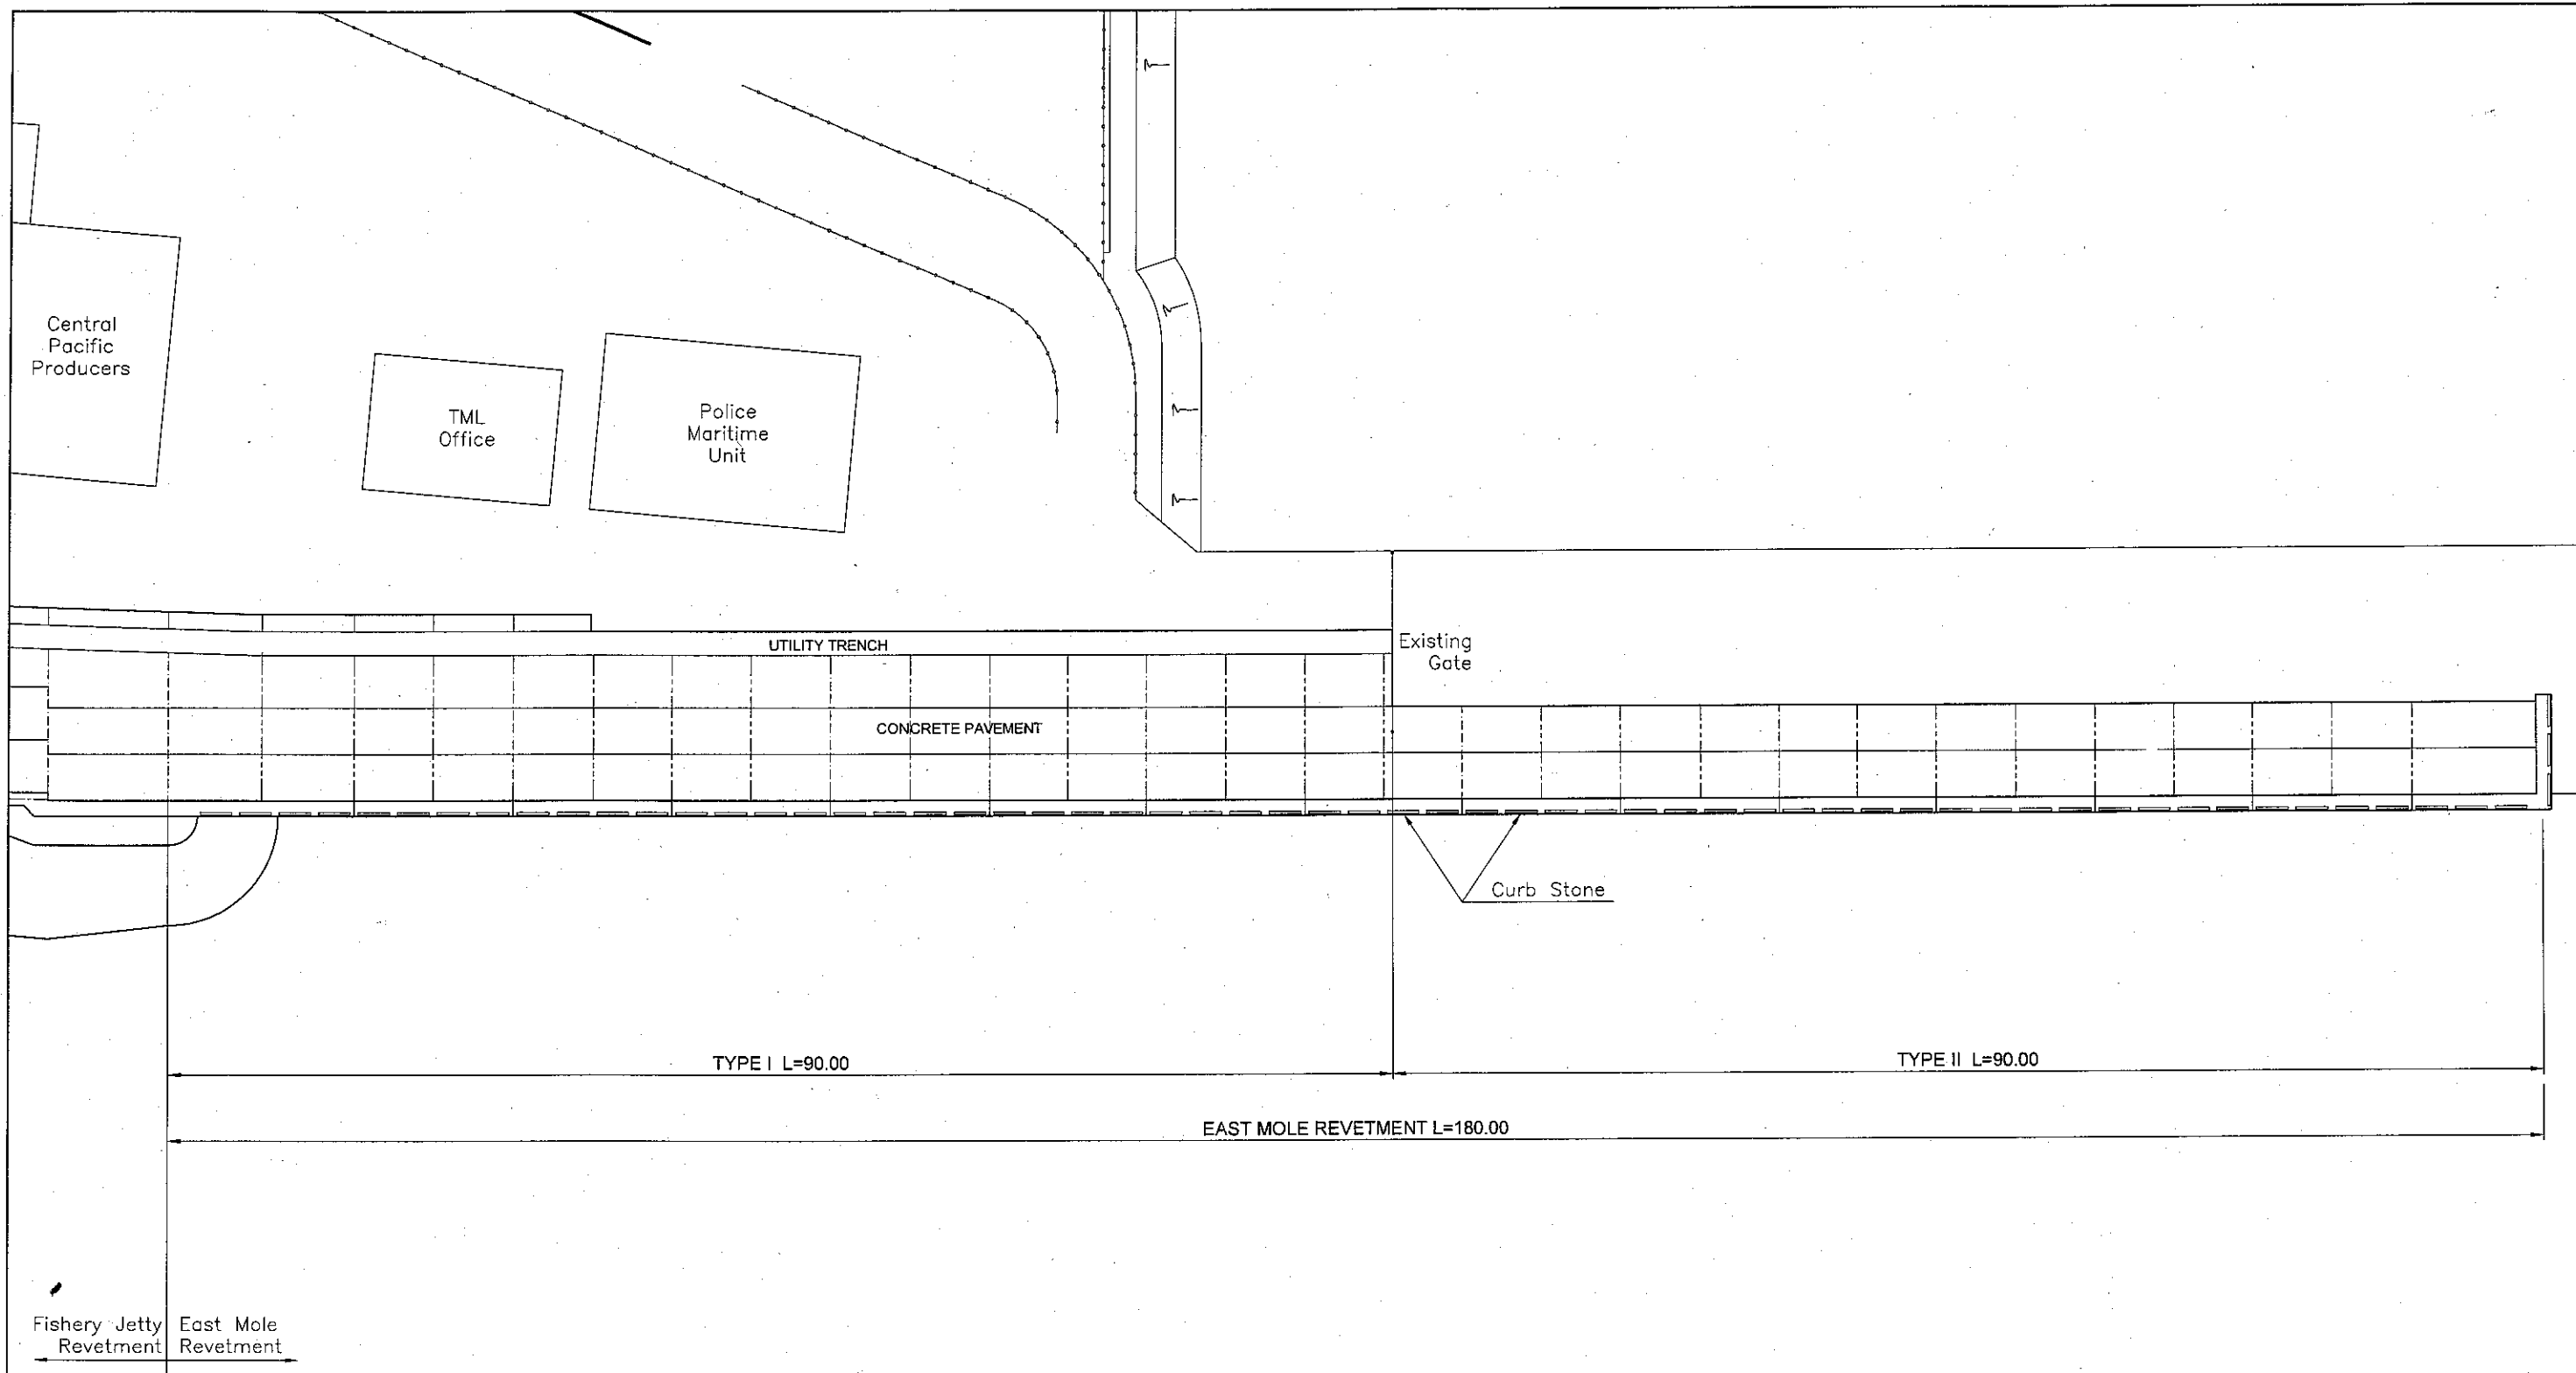 Central
Pacific
Producers
TML
Office
Police
Maritime
Unit
UTILITY TRENCH
Existing
Gate
CONCRETE PAVEMENT
Curb Stone
TYPE I L=90.00
TYPE II L=90.00
EAST MOLE REVETMENT L=180.00
Fishery Jetty
Revetment
East Mole
Revetment